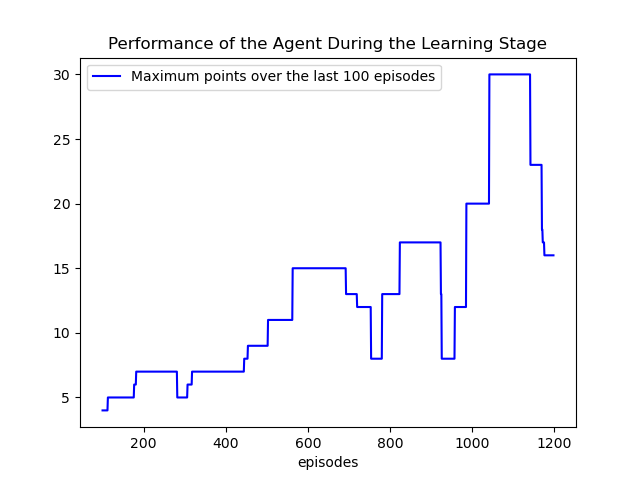 Performance of the Agent During the Learning Stage
Maximum points over the last 100 episodes
30
25
20
15
10
5
200 400 600 800 1000 1200
episodes